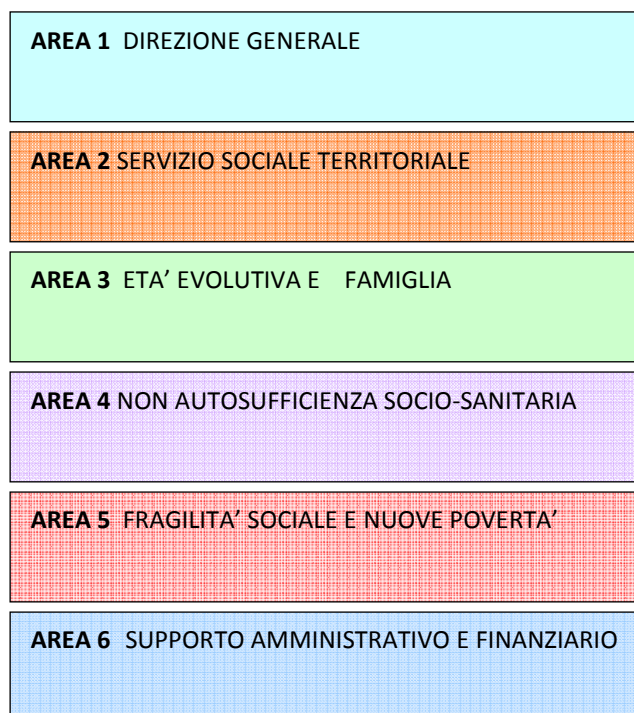 AREA 1 DIREZIONE GENERALE
AREA 2 SERVIZIO SOCIALE TERRITORIALE
AREA 3 ETA’ EVOLUTIVA E FAMIGLIA
AREA 4 NON AUTOSUFFICIENZA SOCIO-SANITARIA
AREA 5 FRAGILITA’ SOCIALE E NUOVE POVERTA’
AREA 6 SUPPORTO AMMINISTRATIVO E FINANZIARIO